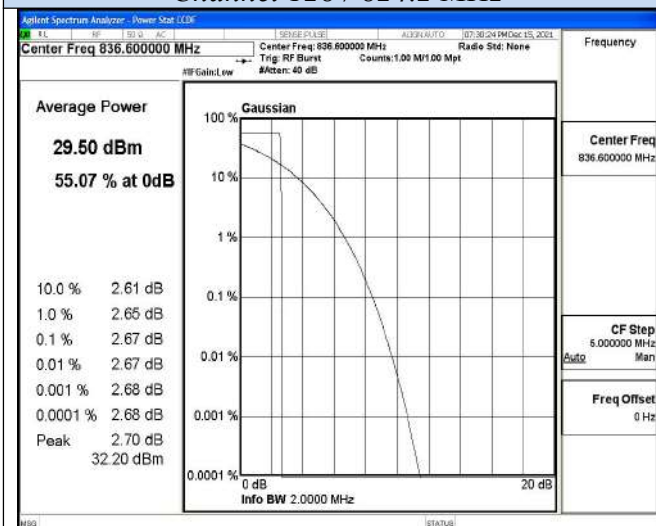 Agilent Spectrum Analyzer - Power Stat CCDF
RL RF 50 Ω AC SENSE:PULSE ALIGN AUTO 07:30:24 PM Dec 15, 2021
Center Freq 836.600000 MHz
Center Freq: 836.600000 MHz Radio Std: None
Trig: RF Burst Counts:1.00 M/1.00 Mpt
#IFGain:Low #Atten: 40 dB
Frequency
Average Power
29.50 dBm
55.07 % at 0dB
10.0 % 2.61 dB
1.0 % 2.65 dB
0.1 % 2.67 dB
0.01 % 2.67 dB
0.001 % 2.68 dB
0.0001 % 2.68 dB
Peak 2.70 dB
32.20 dBm
Gaussian
100 %
10 %
1 %
0.1 %
0.01 %
0.001 %
0.0001 %
0 dB 20 dB
Info BW 2.0000 MHz
Center Freq
836.600000 MHz
CF Step
5.000000 MHz
Auto Man
Freq Offset
0 Hz
MSG STATUS